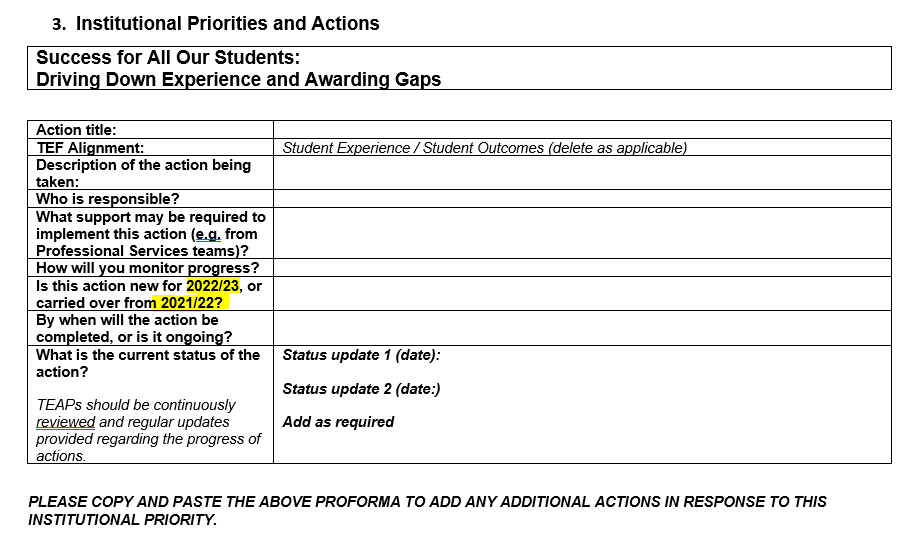 3. Institutional Priorities and Actions
Success for All Our Students:
Driving Down Experience and Awarding Gaps
Action title:
TEF Alignment:
Student Experience / Student Outcomes (delete as applicable)
Description of the action being
taken:
Who is responsible?
What support may be required to
implement this action (e.g. from
Professional Services teams)?
How will you monitor progress?
Is this action new for 2022/23, or
carried over from 2021/22?
By when will the action be
completed, or is it ongoing?
What is the current status of the
action?
TEAPs should be continuously
reviewed and regular updates
provided regarding the progress of
actions.
Status update 1 (date):
Status update 2 (date:)
Add as required
PLEASE COPY AND PASTE THE ABOVE PROFORMA TO ADD ANY ADDITIONAL ACTIONS IN RESPONSE TO THIS
INSTITUTIONAL PRIORITY.